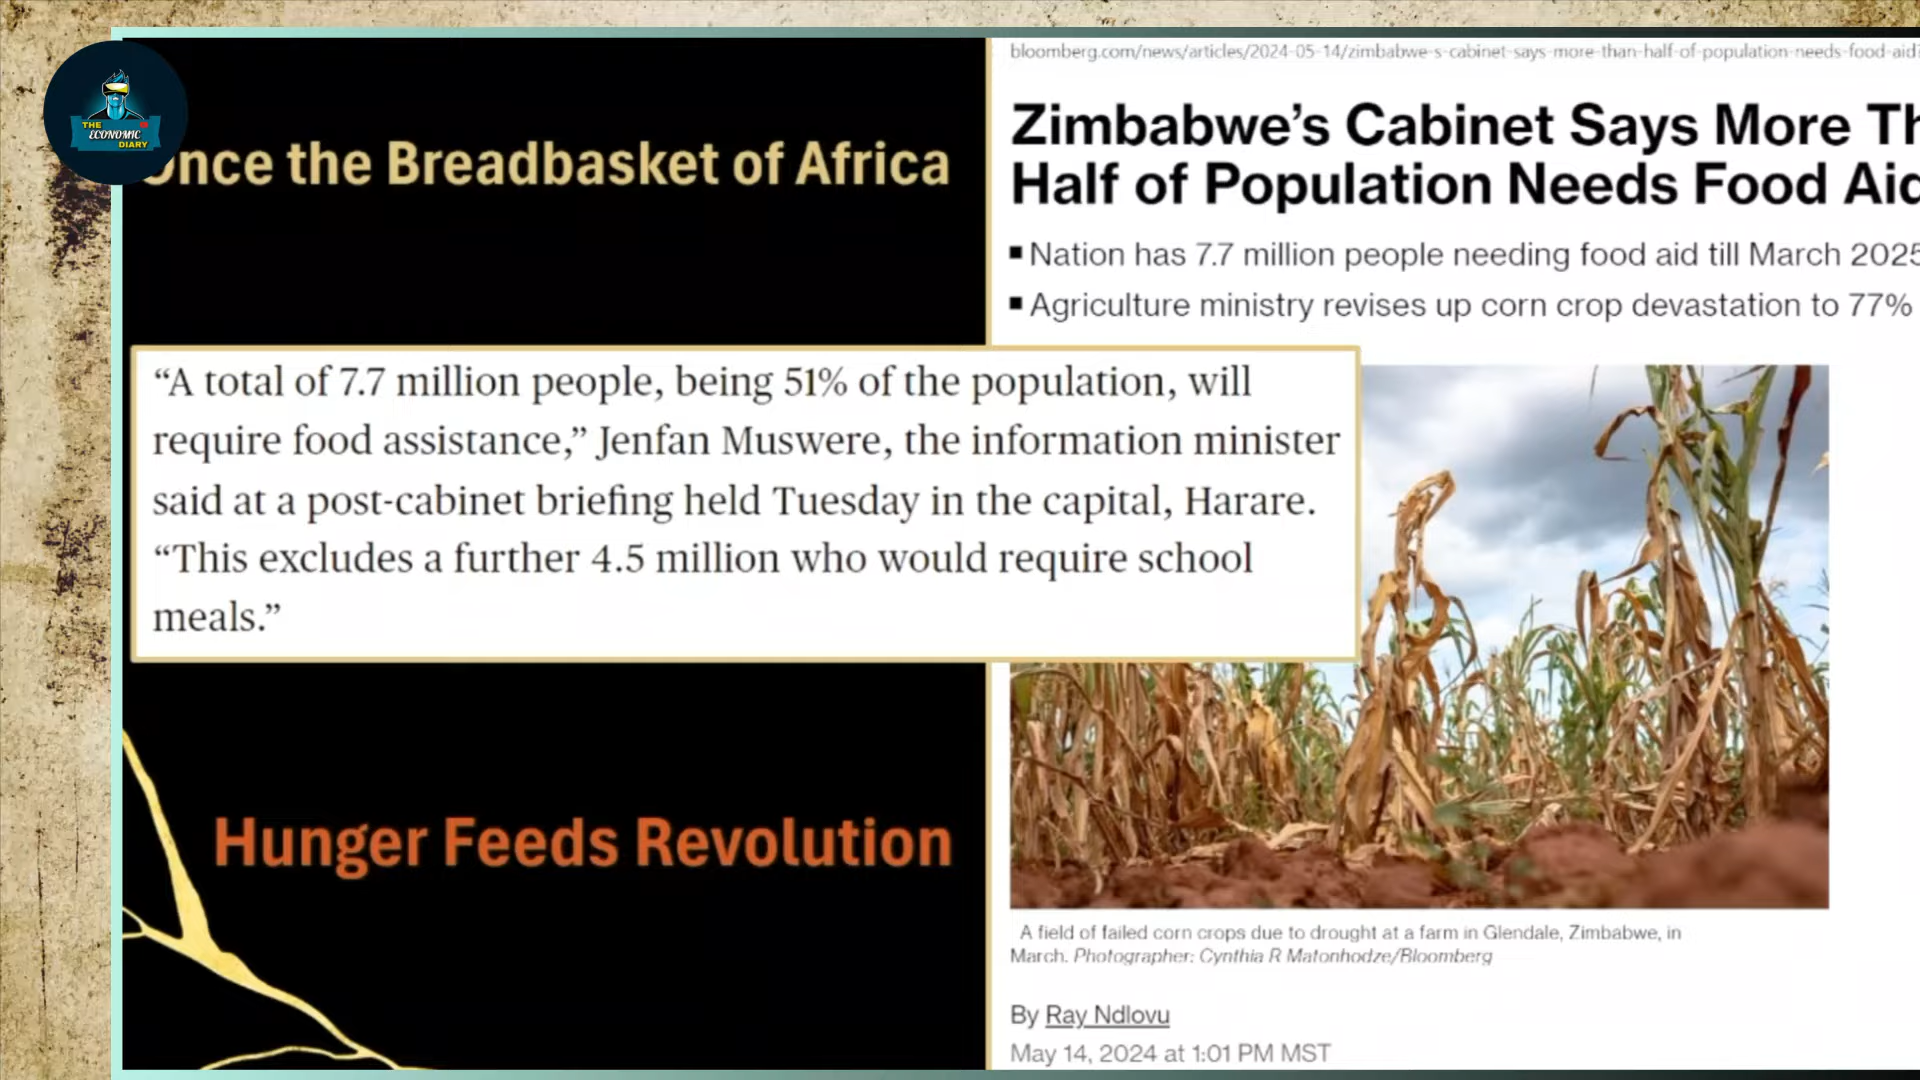 THE
ECONOMIC
DIARY
Once the Breadbasket of Africa
bloomberg.com/news/articles/2024-05-14/zimbabwe-s-cabinet-says-more-than-half-of-population-needs-food-aid?
Zimbabwe's Cabinet Says More Th
Half of Population Needs Food Aid
▪ Nation has 7.7 million people needing food aid till March 2025
▪ Agriculture ministry revises up corn crop devastation to 77%
“A total of 7.7 million people, being 51% of the population, will
require food assistance,” Jenfan Muswere, the information minister
said at a post-cabinet briefing held Tuesday in the capital, Harare.
“This excludes a further 4.5 million who would require school
meals.”
Hunger Feeds Revolution
A field of failed corn crops due to drought at a farm in Glendale, Zimbabwe, in
March. Photographer: Cynthia R Matonhodze/Bloomberg
By Ray Ndlovu
May 14, 2024 at 1:01 PM MST